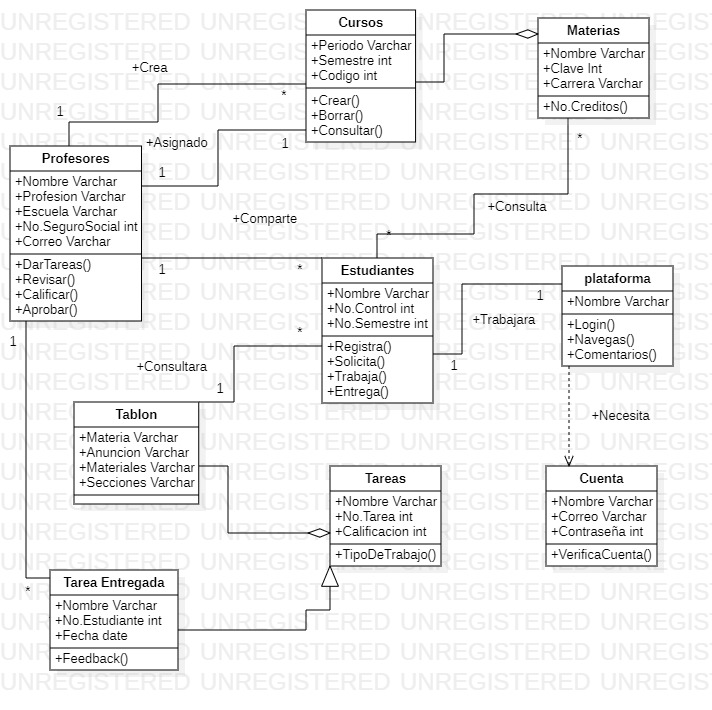 Cursos
+Periodo Varchar
+Semestre int
+Codigo int
+Crear()
+Borrar()
+Consultar()
Materias
+Nombre Varchar
+Clave Int
+Carrera Varchar
+No.Creditos()
+Crea
1
*
+Asignado
1
1
*
Profesores
+Nombre Varchar
+Profesion Varchar
+Escuela Varchar
+No.SeguroSocial int
+Correo Varchar
+DarTareas()
+Revisar()
+Calificar()
+Aprobar()
+Consulta
*
+Comparte
1
*
Estudiantes
+Nombre Varchar
+No.Control int
+No.Semestre int
+Registra()
+Solicita()
+Trabaja()
+Entrega()
plataforma
+Nombre Varchar
+Login()
+Navegas()
+Comentarios()
1
+Trabajara
1
*
+Consultara
1
1
Tablon
+Materia Varchar
+Anuncion Varchar
+Materiales Varchar
+Secciones Varchar
+Necesita
Tareas
+Nombre Varchar
+No.Tarea int
+Calificacion int
+TipoDeTrabajo()
Cuenta
+Nombre Varchar
+Correo Varchar
+Contraseña int
+VerificaCuenta()
*
Tarea Entregada
+Nombre Varchar
+No.Estudiante int
+Fecha date
+Feedback()
UNREGISTERED